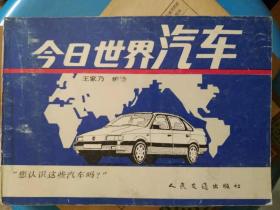 今日世界汽车
王家乃 编
"您认识这些汽车吗？"
人民交通出版社